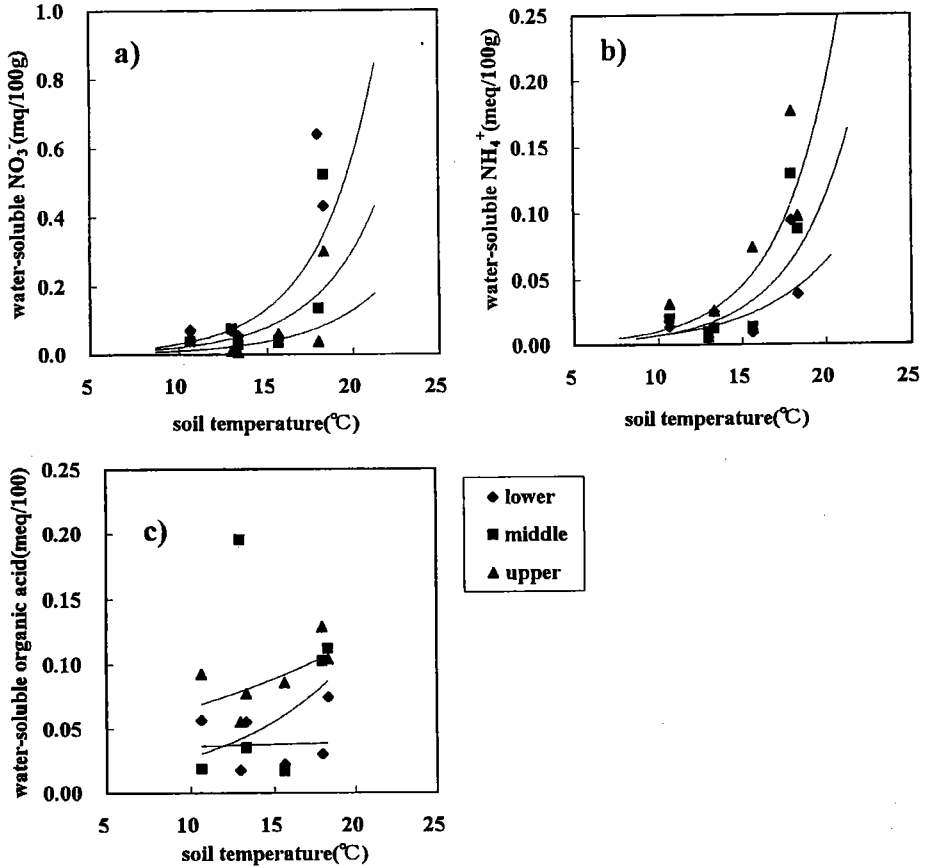 a)
water-soluble NO3-(mq/100g)
1.0
0.8
0.6
0.4
0.2
0.0
5 10 15 20 25
soil temperature(℃)
b)
water-soluble NH4+(meq/100g)
0.25
0.20
0.15
0.10
0.05
0.00
5 10 15 20 25
soil temperature(℃)
c)
water-soluble organic acid(meq/100)
0.25
0.20
0.15
0.10
0.05
0.00
5 10 15 20 25
soil temperature(℃)
lower
middle
upper